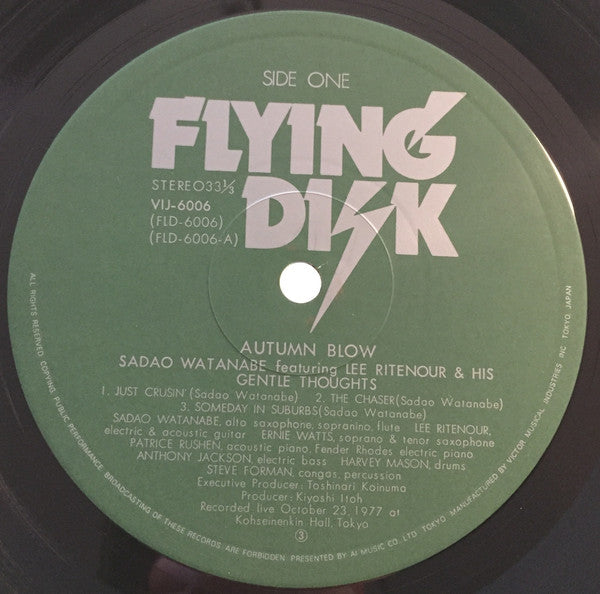 SIDE ONE
FLYING
DISK
STEREO33⅓
VIJ-6006
(FLD-6006)
(FLD-6006-A)
AUTUMN BLOW
SADAO WATANABE featuring LEE RITENOUR & HIS
GENTLE THOUGHTS
1. JUST CRUSIN'(Sadao Watanabe) 2. THE CHASER(Sadao Watanabe)
3. SOMEDAY IN SUBURBS(Sadao Watanabe)
SADAO WATANABE, alto saxophone, sopranino, flute LEE RITENOUR,
electric & acoustic guitar ERNIE WATTS, soprano & tenor saxophone
PATRICE RUSHEN, acoustic piano, Fender Rhodes electric piano
ANTHONY JACKSON, electric bass HARVEY MASON, drums
STEVE FORMAN, congas, percussion
Executive Producer: Toshinari Koinuma
Producer: Kiyoshi Itoh
Recorded live October 23, 1977 at
Kohseinenkin Hall, Tokyo
③
ALL RIGHTS RESERVED COPYING PUBLIC PERFORMANCE BROADCASTING OF THESE RECORDS ARE FORBIDDEN. PRESENTED BY AI MUSIC CO., LTD. TOKYO. MANUFACTURED BY VICTOR MUSICAL INDUSTRIES INC TOKYO JAPAN